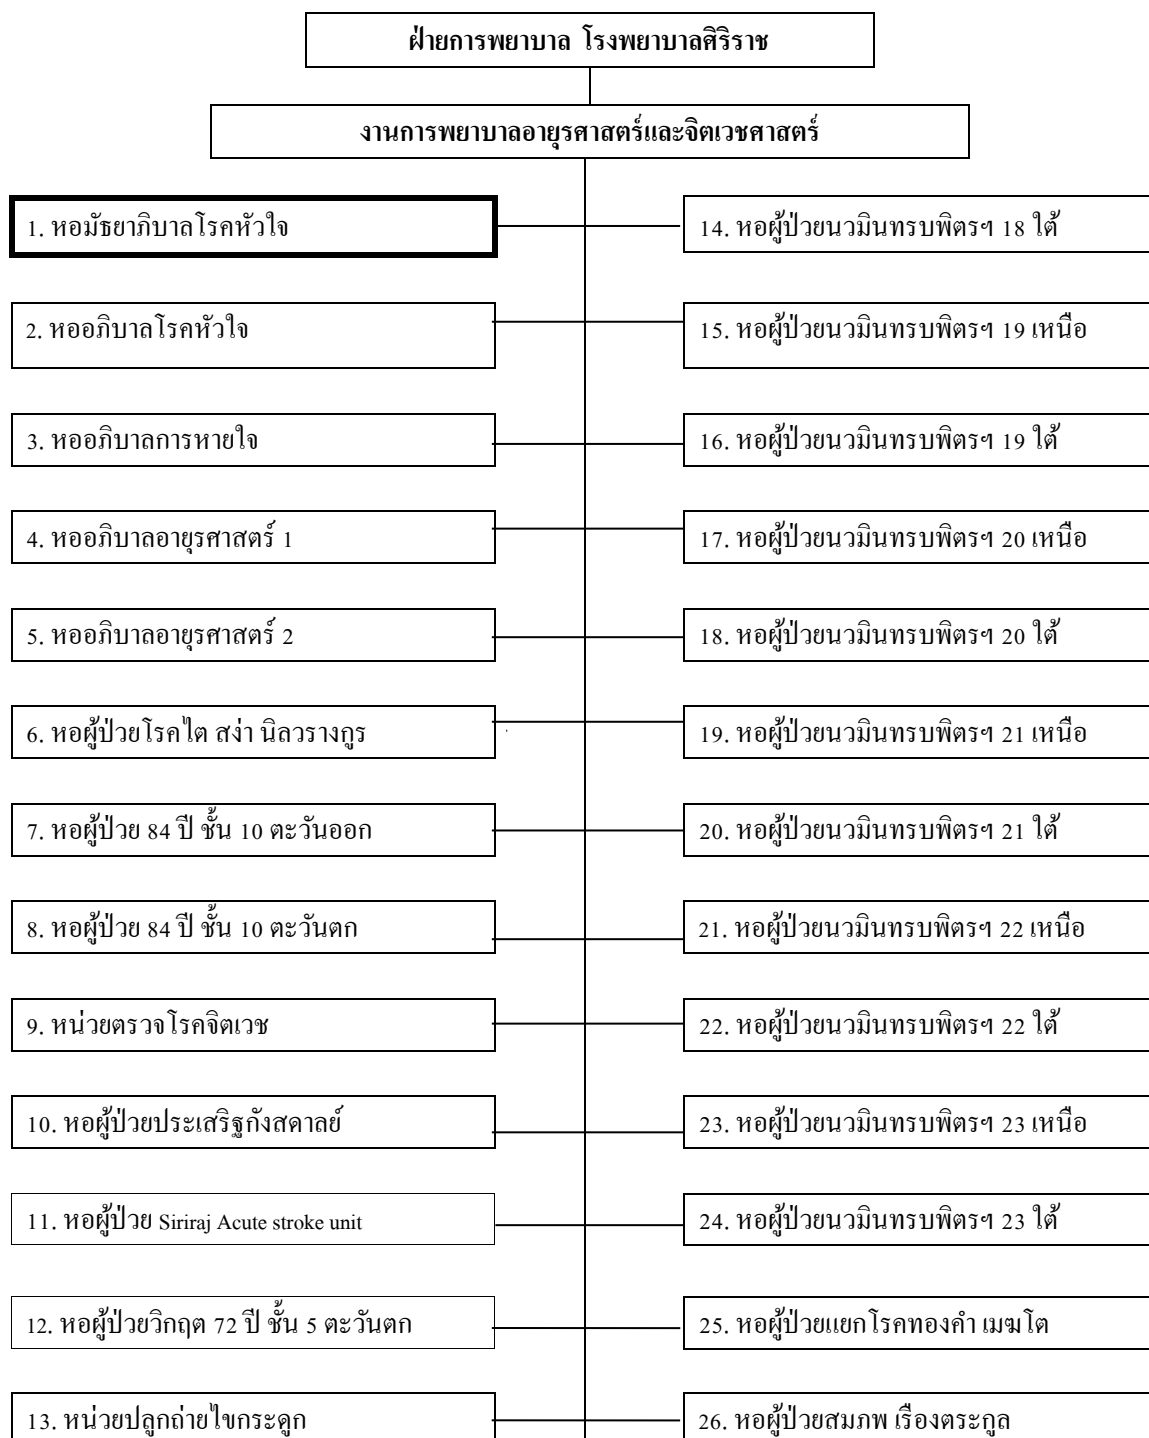 ฝ่ายการพยาบาล โรงพยาบาลศิริราช
งานการพยาบาลอายุรศาสตร์และจิตเวชศาสตร์
1. หอมัธยาภิบาลโรคหัวใจ
2. หออภิบาลโรคหัวใจ
3. หออภิบาลการหายใจ
4. หออภิบาลอายุรศาสตร์ 1
5. หออภิบาลอายุรศาสตร์ 2
6. หอผู้ป่วยโรคไต สง่า นิลวรางกูร
7. หอผู้ป่วย 84 ปี ชั้น 10 ตะวันออก
8. หอผู้ป่วย 84 ปี ชั้น 10 ตะวันตก
9. หน่วยตรวจโรคจิตเวช
10. หอผู้ป่วยประเสริฐกังสดาลย์
11. หอผู้ป่วย Siriraj Acute stroke unit
12. หอผู้ป่วยวิกฤต 72 ปี ชั้น 5 ตะวันตก
13. หน่วยปลูกถ่ายไขกระดูก
14. หอผู้ป่วยนวมินทรบพิตรฯ 18 ใต้
15. หอผู้ป่วยนวมินทรบพิตรฯ 19 เหนือ
16. หอผู้ป่วยนวมินทรบพิตรฯ 19 ใต้
17. หอผู้ป่วยนวมินทรบพิตรฯ 20 เหนือ
18. หอผู้ป่วยนวมินทรบพิตรฯ 20 ใต้
19. หอผู้ป่วยนวมินทรบพิตรฯ 21 เหนือ
20. หอผู้ป่วยนวมินทรบพิตรฯ 21 ใต้
21. หอผู้ป่วยนวมินทรบพิตรฯ 22 เหนือ
22. หอผู้ป่วยนวมินทรบพิตรฯ 22 ใต้
23. หอผู้ป่วยนวมินทรบพิตรฯ 23 เหนือ
24. หอผู้ป่วยนวมินทรบพิตรฯ 23 ใต้
25. หอผู้ป่วยแยกโรคทองคำ เมฆโต
26. หอผู้ป่วยสมภพ เรืองตระกูล